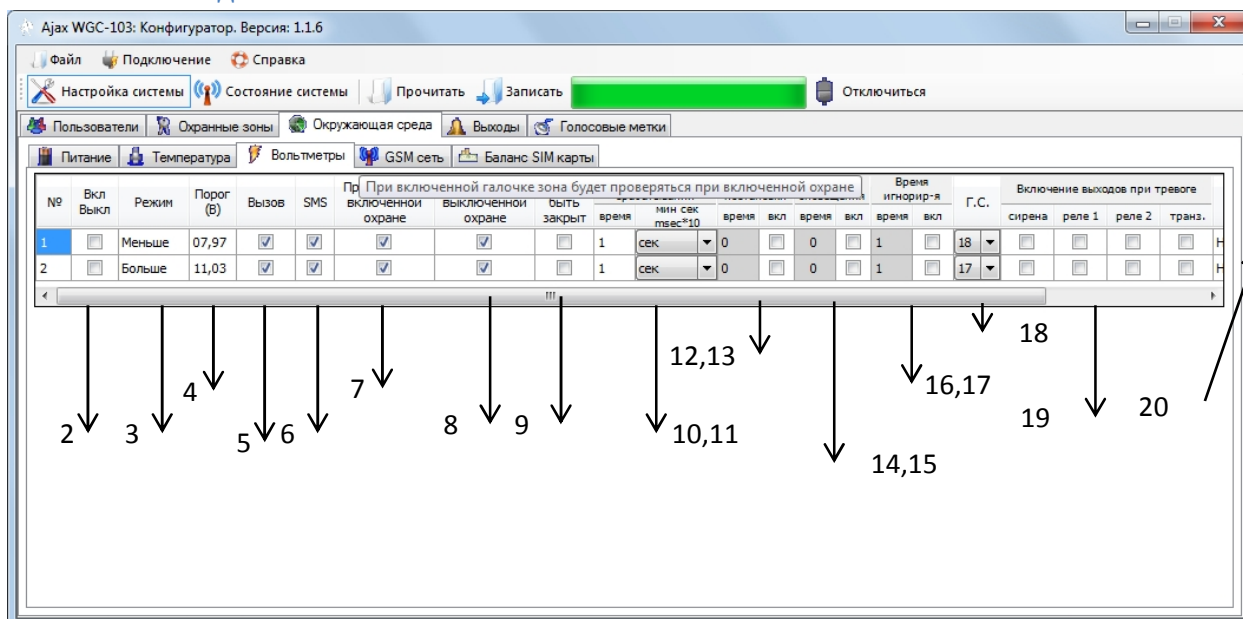 Ajax WGC-103: Конфигуратор. Версия: 1.1.6
Файл Подключение Справка
Настройка системы Состояние системы Прочитать Записать Отключиться
Пользователи Охранные зоны Окружающая среда Выходы Голосовые метки
Питание Температура Вольтметры GSM сеть Баланс SIM карты
При включенной галочке зона будет проверяться при включенной охране
№ Вкл Выкл Режим Порог (В) Вызов SMS включенной охране выключенной охране быть закрыт время мин сек msec*10 время вкл время вкл Время игнорир-я время вкл Г.С. Включение выходов при тревоге сирена реле 1 реле 2 транз.
1 Меньше 07,97 1 сек 0 0 1 18 Н
2 Больше 11,03 1 сек 0 0 1 17 Н
18
12,13
4 7 16,17
2 3 5 6 8 9 10,11 19 20
14,15